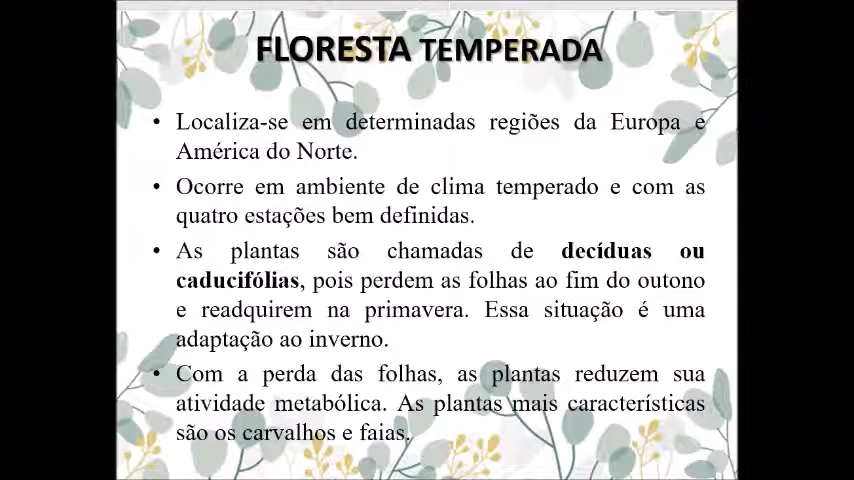 FLORESTA TEMPERADA
• Localiza-se em determinadas regiões da Europa e
América do Norte.
• Ocorre em ambiente de clima temperado e com as
quatro estações bem definidas.
• As plantas são chamadas de decíduas ou
caducifólias, pois perdem as folhas ao fim do outono
e readquirem na primavera. Essa situação é uma
adaptação ao inverno.
• Com a perda das folhas, as plantas reduzem sua
atividade metabólica. As plantas mais características
são os carvalhos e faias.